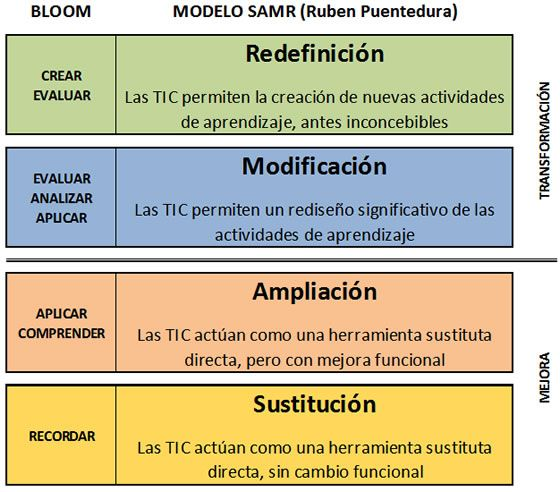 BLOOM
MODELO SAMR (Ruben Puentedura)
CREAR
EVALUAR
Redefinición
Las TIC permiten la creación de nuevas actividades
de aprendizaje, antes inconcebibles
EVALUAR
ANALIZAR
APLICAR
Modificación
Las TIC permiten un rediseño significativo de las
actividades de aprendizaje
TRANSFORMACIÓN
APLICAR
COMPRENDER
Ampliación
Las TIC actúan como una herramienta sustituta
directa, pero con mejora funcional
RECORDAR
Sustitución
Las TIC actúan como una herramienta sustituta
directa, sin cambio funcional
MEJORA